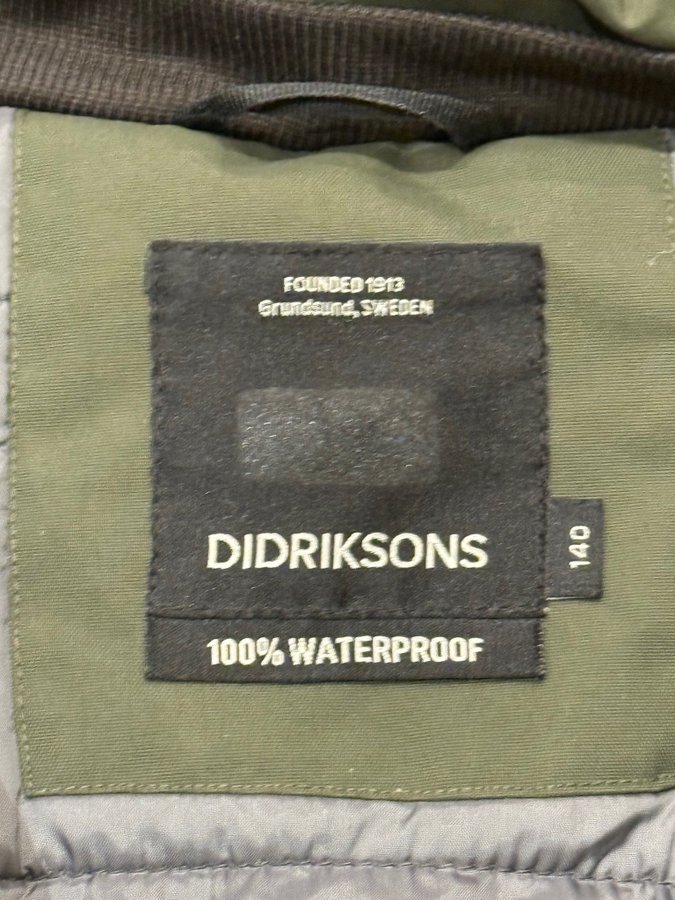 FOUNDED 1913
Grundsund, SWEDEN
DIDRIKSONS
140
100% WATERPROOF